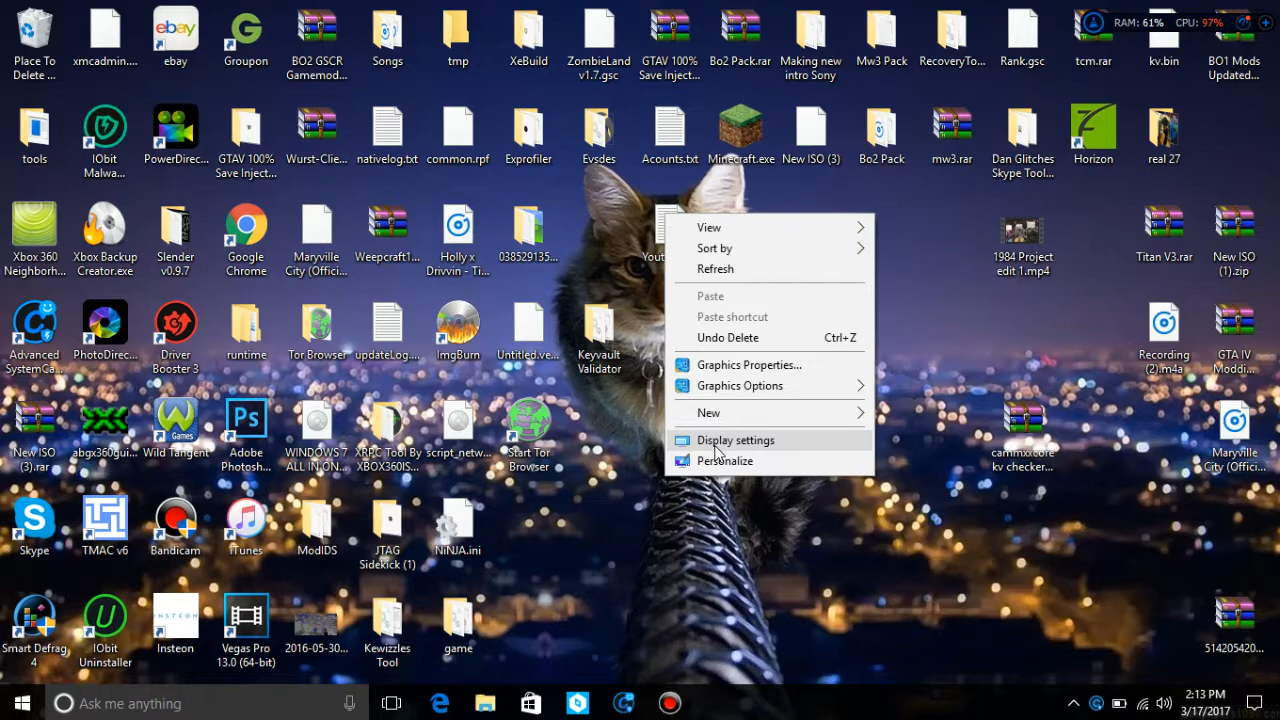 RAM: 61% CPU: 97%
Place To
Delete ...
xmcadmin...
ebay
ebay
Groupon
BO2 GSCR
Gamemod...
Songs
tmp
XeBuild
ZombieLand
v1.7.gsc
GTAV 100%
Save Inject...
Bo2 Pack.rar
Making new
intro Sony
Mw3 Pack
RecoveryTo...
Rank.gsc
tcm.rar
kv.bin
BO1 Mods
Updated...
tools
IObit
Malwa...
PowerDirec...
GTAV 100%
Save Inject...
Wurst-Clie...
nativelog.txt
common.rpf
Exprofiler
Evsdes
Acounts.txt
Minecraft.exe
New ISO (3)
Bo2 Pack
mw3.rar
Dan Glitches
Skype Tool...
Horizon
real 27
Xbox 360
Neighborh...
Xbox Backup
Creator.exe
Slender
v0.9.7
Google
Chrome
Maryville
City (Offici...
Weepcraft1...
Holly x
Drivvin - Ti...
038529135...
1984 Project
edit 1.mp4
Titan V3.rar
New ISO
(1).zip
View
Sort by
Refresh
Paste
Paste shortcut
Undo Delete Ctrl+Z
Graphics Properties...
Graphics Options
New
Display settings
Personalize
Advanced
SystemCa...
PhotoDirec...
Driver
Booster 3
runtime
Tor Browser
updateLog....
ImgBurn
Untitled.ve...
Keyvault
Validator
Recording
(2).m4a
GTA IV
Moddi...
New ISO
(3).rar
abgx360gui...
Games
Wild Tangent
Ps
Adobe
Photosh...
WINDOWS 7
ALL IN ON...
XRPC Tool By
XBOX360IS...
script_netw...
Start Tor
Browser
cammxxcore
kv checker...
Maryville
City (Offici...
Skype
TMAC v6
Bandicam
iTunes
ModIDS
JTAG
Sidekick (1)
NiNJA.ini
Smart Defrag
4
IObit
Uninstaller
INSTEON
Insteon
Vegas Pro
13.0 (64-bit)
2016-05-30...
Kewizzles
Tool
game
514205420...
Ask me anything
2:13 PM
3/17/2017